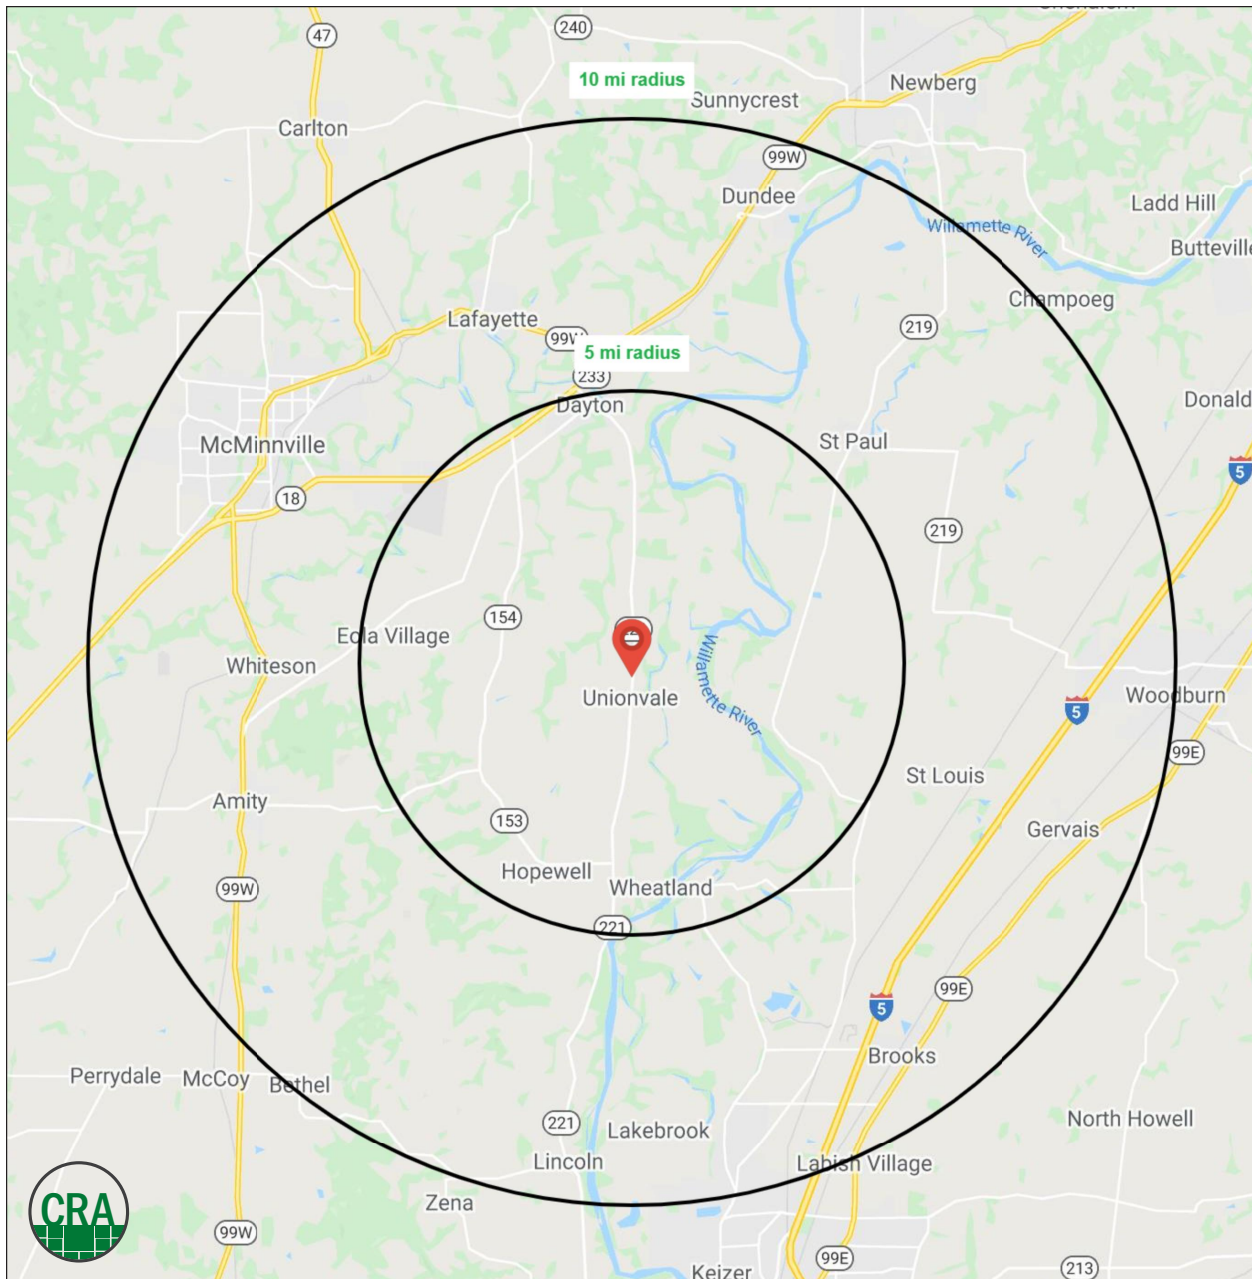 240
47
10 mi radius
Newberg
Sunnycrest
Carlton
99W
Dundee
Ladd Hill
Willamette River
Butteville
Champoeg
Lafayette
219
99W
5 mi radius
233
Donald
Dayton
McMinnville
St Paul
5
18
219
154
Eola Village
Whiteson
Willamette River
Unionvale
Woodburn
5
99E
St Louis
Amity
153
Gervais
Hopewell
Wheatland
99W
221
99E
5
Brooks
Perrydale
McCoy
Bethel
North Howell
221
Lakebrook
Lincoln
Labish Village
CRA
Zena
99W
99E
Keizer
213